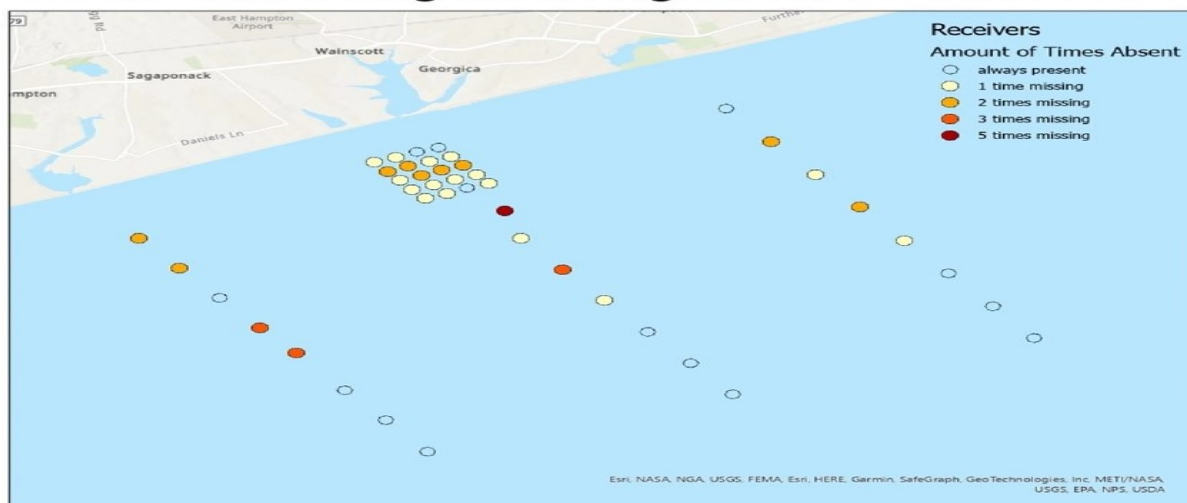 79
East Hampton
Airport
Wainscott
Georgica
Sagaponack
mpton
Daniels Ln
Further
Receivers
Amount of Times Absent
always present
1 time missing
2 times missing
3 times missing
5 times missing
Esri, NASA, NGA, USGS, FEMA, Esri, HERE, Garmin, SafeGraph, GeoTechnologies, Inc, METI/NASA,
USGS, EPA, NPS, USDA